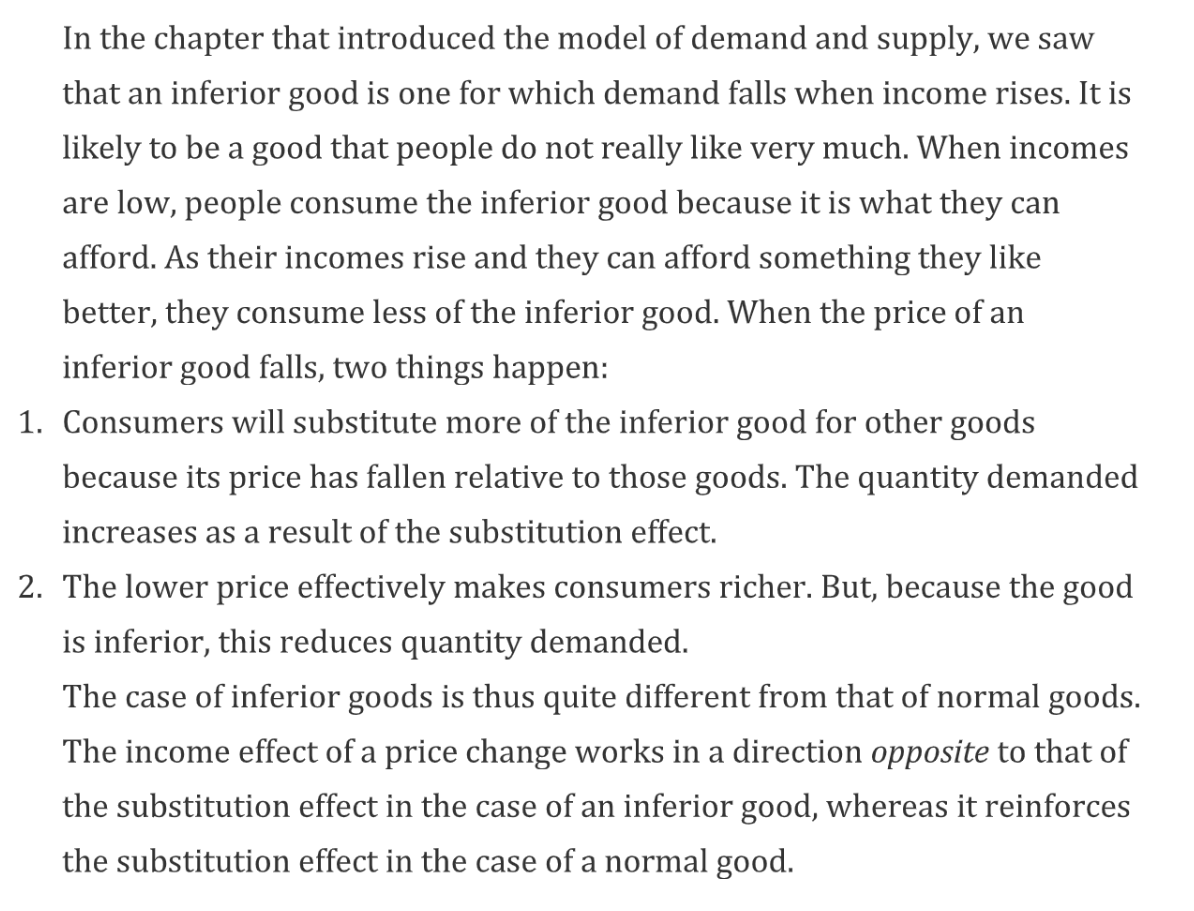 In the chapter that introduced the model of demand and supply, we saw
that an inferior good is one for which demand falls when income rises. It is
likely to be a good that people do not really like very much. When incomes
are low, people consume the inferior good because it is what they can
afford. As their incomes rise and they can afford something they like
better, they consume less of the inferior good. When the price of an
inferior good falls, two things happen:
1. Consumers will substitute more of the inferior good for other goods
because its price has fallen relative to those goods. The quantity demanded
increases as a result of the substitution effect.
2. The lower price effectively makes consumers richer. But, because the good
is inferior, this reduces quantity demanded.
The case of inferior goods is thus quite different from that of normal goods.
The income effect of a price change works in a direction opposite to that of
the substitution effect in the case of an inferior good, whereas it reinforces
the substitution effect in the case of a normal good.